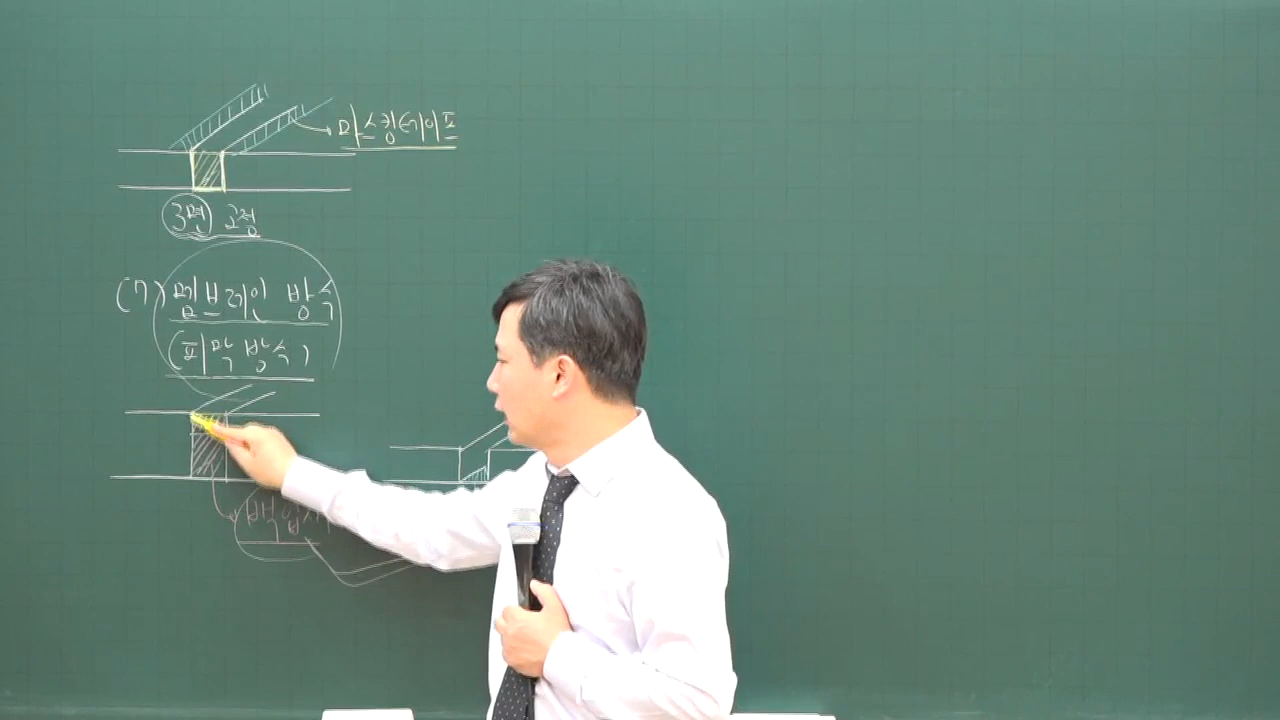 마스킹테이프
3면 고정
(7) 멤브레인 방식
(피막 방식)
백업재